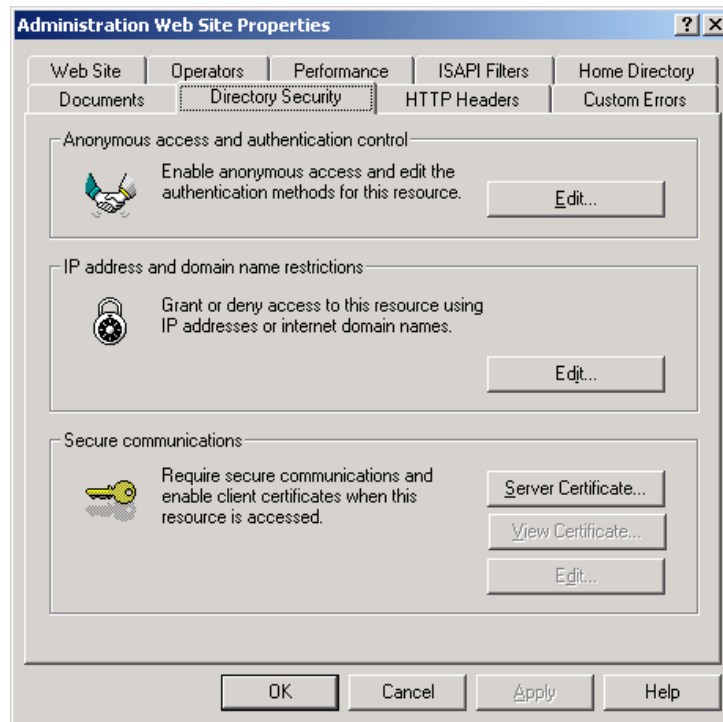 Administration Web Site Properties
Web Site Operators Performance ISAPI Filters Home Directory
Documents Directory Security HTTP Headers Custom Errors
Anonymous access and authentication control
Enable anonymous access and edit the
authentication methods for this resource.
Edit...
IP address and domain name restrictions
Grant or deny access to this resource using
IP addresses or internet domain names.
Edit...
Secure communications
Require secure communications and
enable client certificates when this
resource is accessed.
Server Certificate...
View Certificate...
Edit...
OK Cancel Apply Help